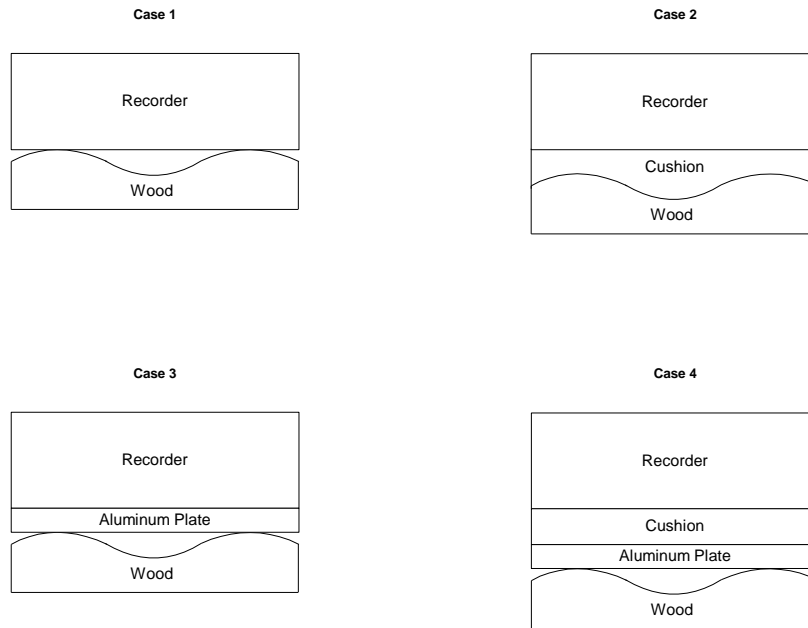 Case 1
Recorder
Wood
Case 2
Recorder
Cushion
Wood
Case 3
Recorder
Aluminum Plate
Wood
Case 4
Recorder
Cushion
Aluminum Plate
Wood